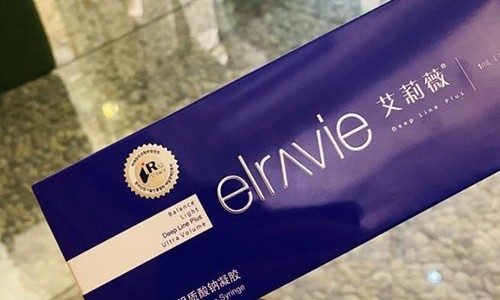 艾莉薇®
1mL
Deep Line Plus
elravie
R
Balance
Light
Deep Line Plus
Ultra Volume
质酸钠凝胶
Syringe